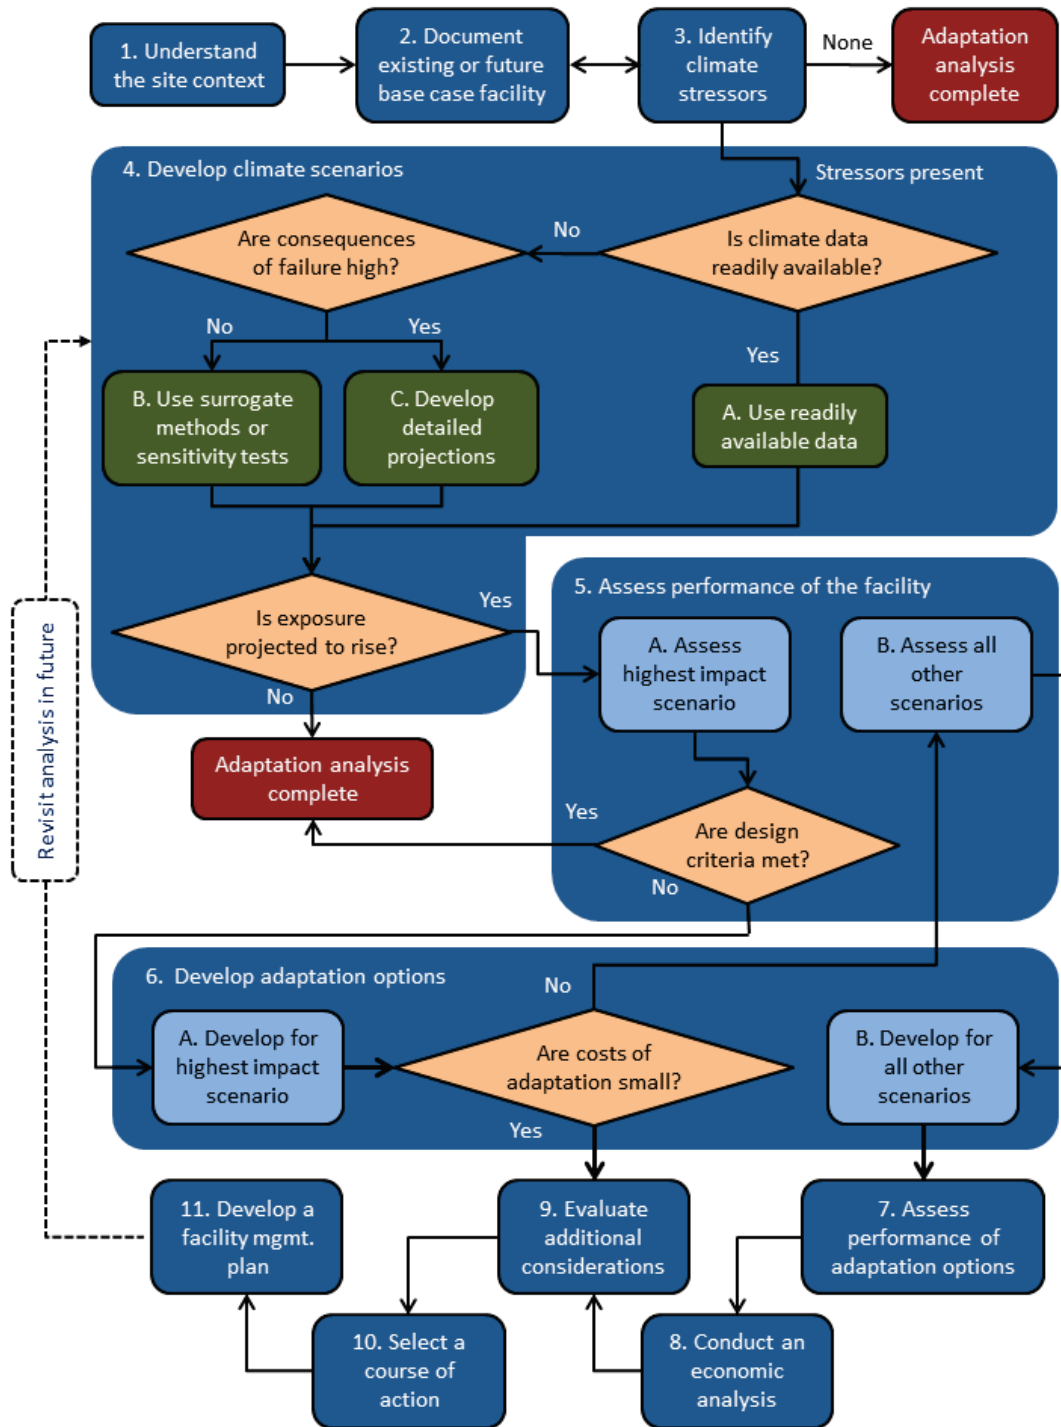 1. Understand
the site context
2. Document
existing or future
base case facility
3. Identify
climate
stressors
None
Adaptation
analysis
complete
4. Develop climate scenarios
Stressors present
Are consequences
of failure high?
No
Is climate data
readily available?
No
Yes
Yes
B. Use surrogate
methods or
sensitivity tests
C. Develop
detailed
projections
A. Use readily
available data
Is exposure
projected to rise?
Yes
No
Adaptation analysis
complete
5. Assess performance of the facility
A. Assess
highest impact
scenario
B. Assess all
other
scenarios
Yes
Are design
criteria met?
No
Revisit analysis in future
6. Develop adaptation options
No
A. Develop for
highest impact
scenario
Are costs of
adaptation small?
B. Develop for
all other
scenarios
Yes
11. Develop a
facility mgmt.
plan
9. Evaluate
additional
considerations
7. Assess
performance of
adaptation options
10. Select a
course of
action
8. Conduct an
economic
analysis